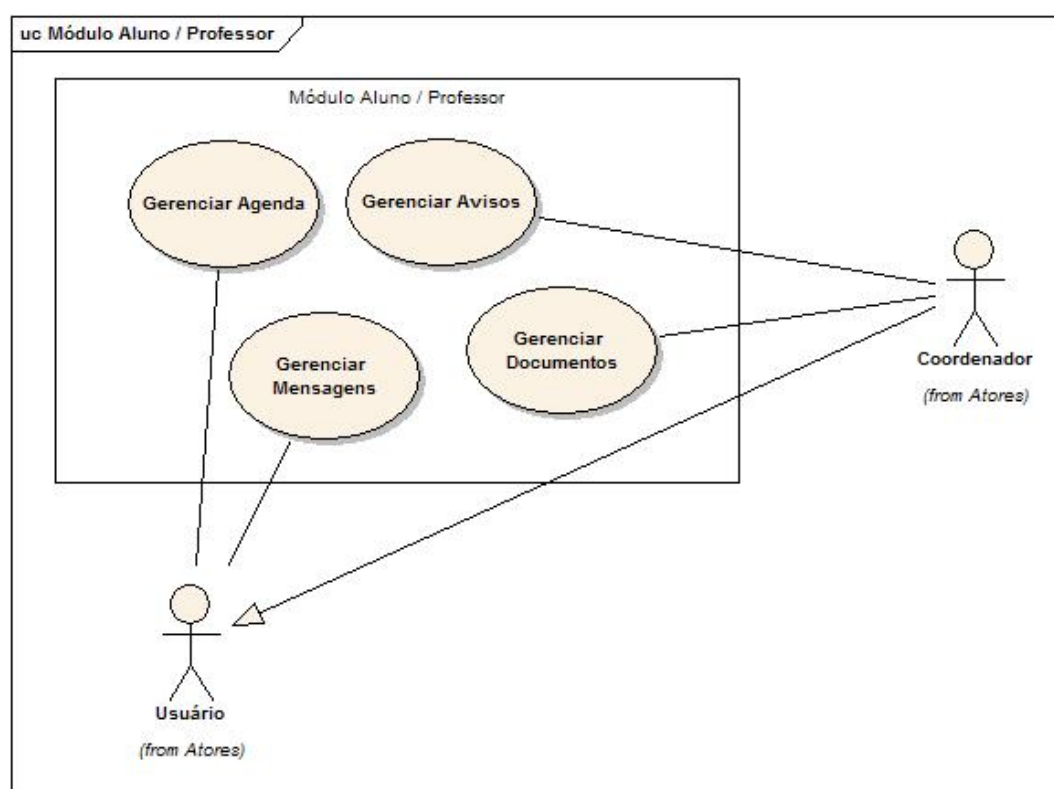 uc Módulo Aluno / Professor
Módulo Aluno / Professor
Gerenciar Agenda
Gerenciar Avisos
Gerenciar
Mensagens
Gerenciar
Documentos
Coordenador
(from Atores)
Usuário
(from Atores)